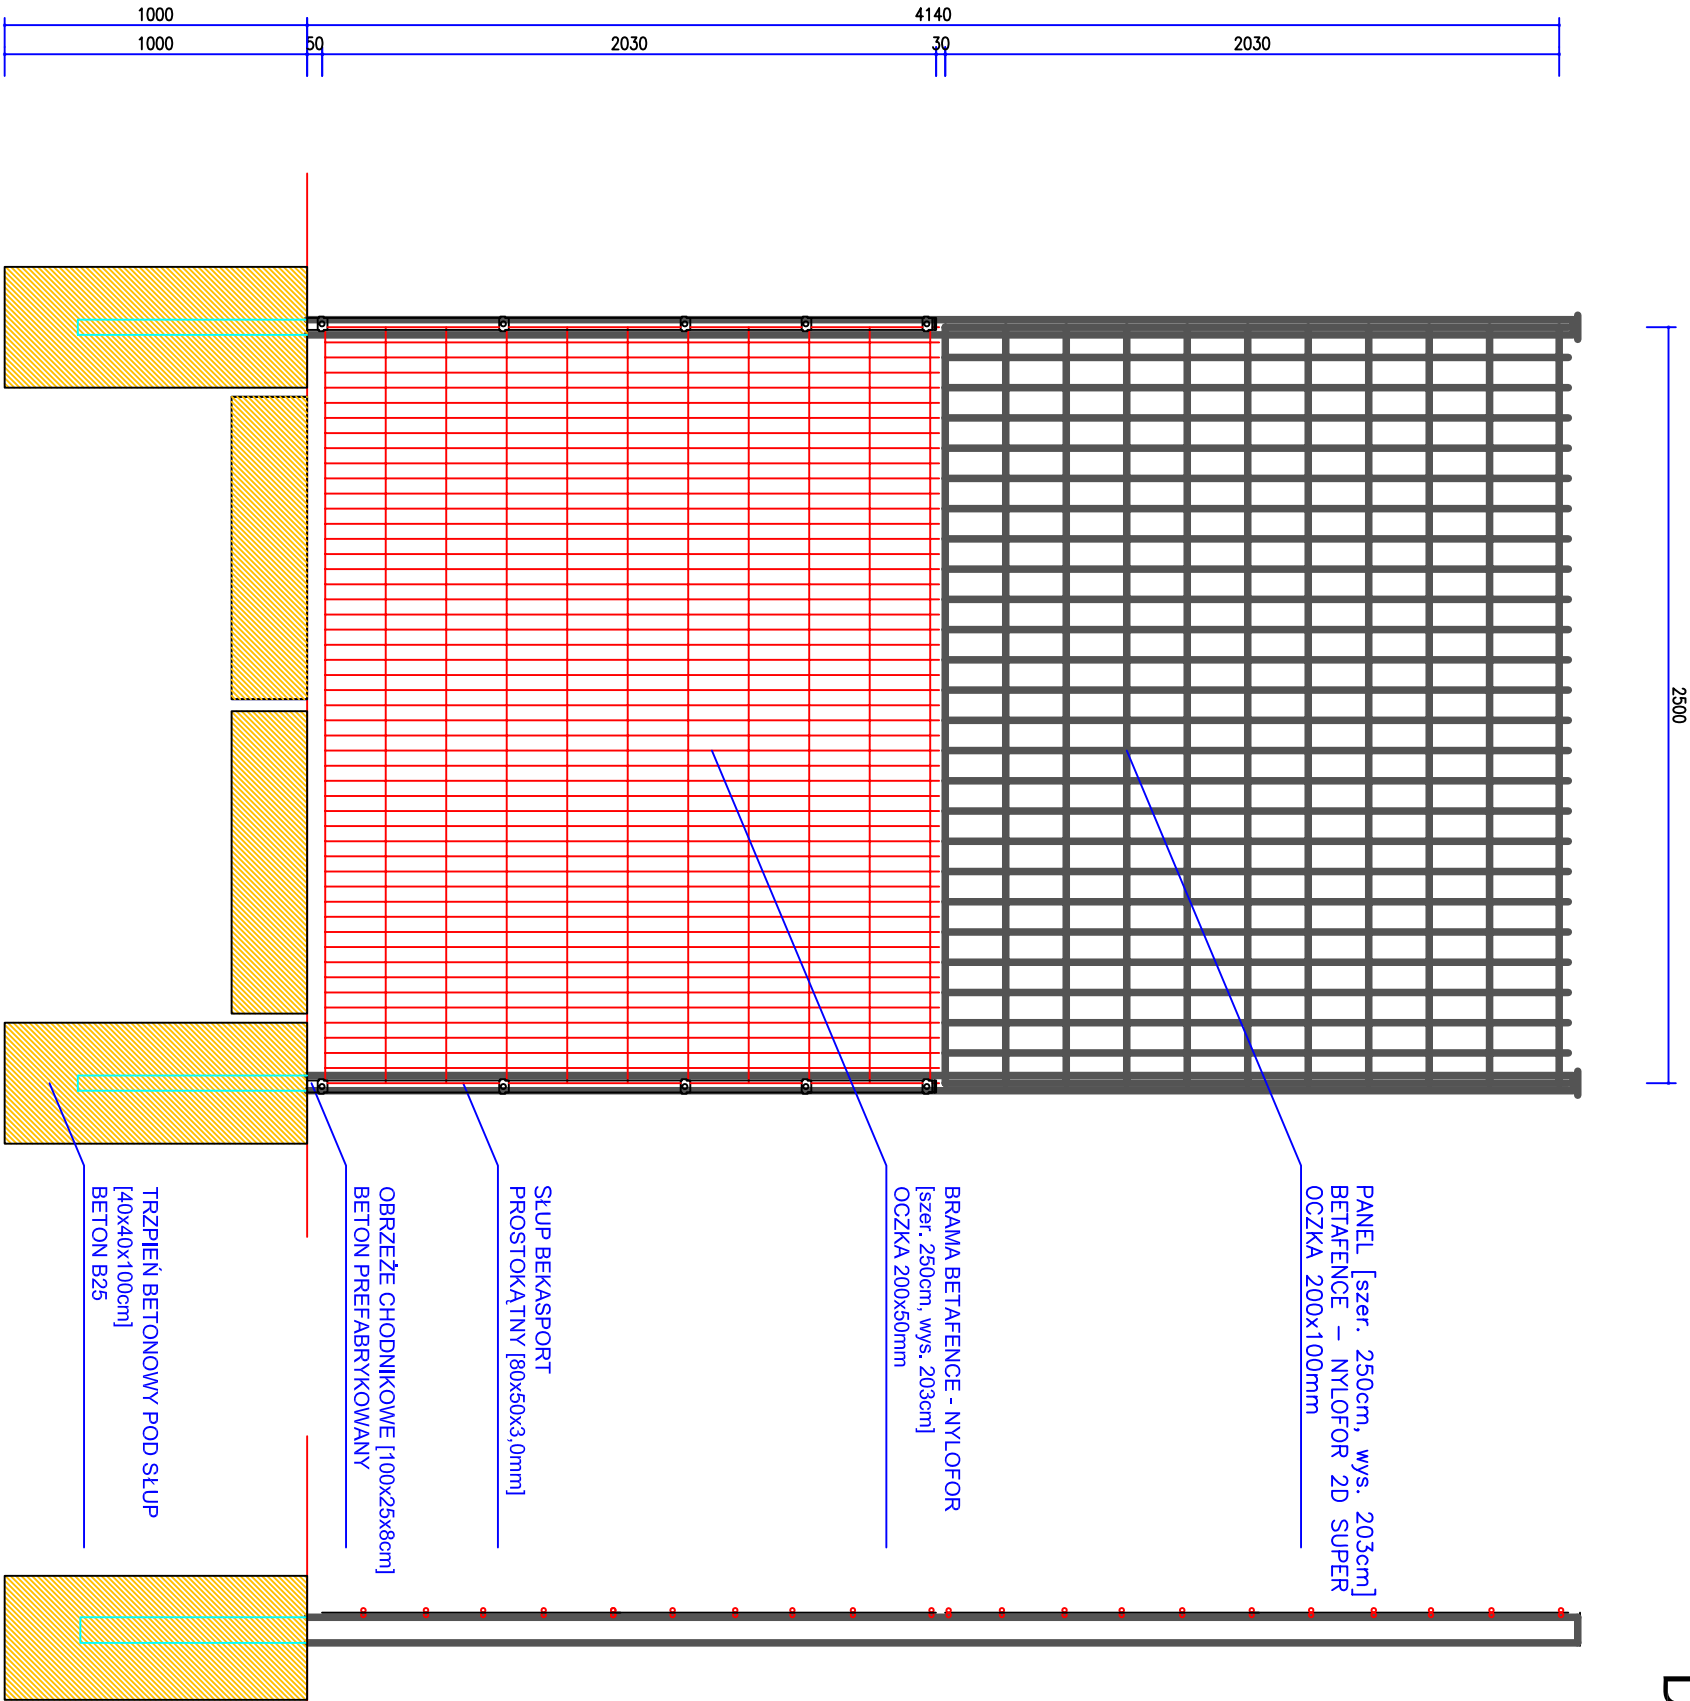 1000
4140
1000
50
2030
30
2030
2500
PANEL [szer. 250cm, wys. 203cm]
BETAFENCE – NYLOFOR 2D SUPER
OCZKA 200x100mm
BRAMA BETAFENCE - NYLOFOR
[szer. 250cm, wys. 203cm]
OCZKA 200x50mm
SŁUP BEKASPORT
PROSTOKĄTNY [80x50x3,0mm]
OBRZEŻE CHODNIKOWE [100x25x8cm]
BETON PREFABRYKOWANY
TRZPIEŃ BETONOWY POD SŁUP
[40x40x100cm]
BETON B25